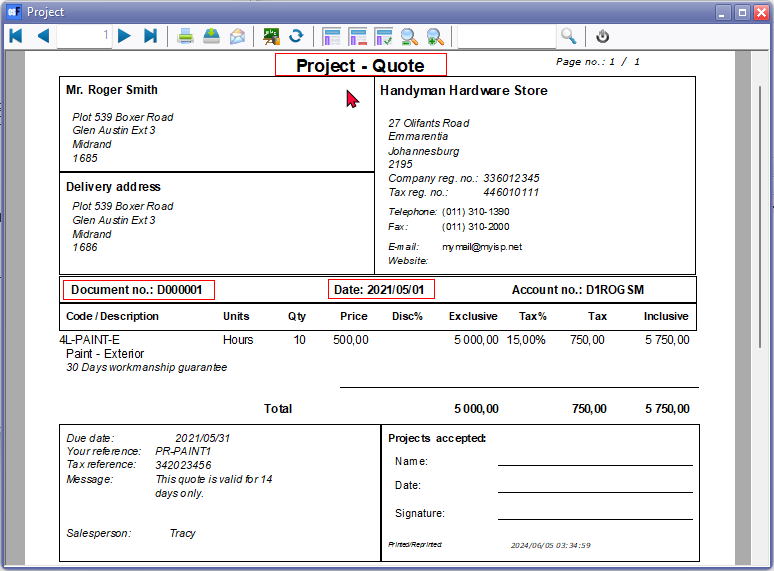 Project
1
Project - Quote
Page no.: 1 / 1
Mr. Roger Smith
Plot 539 Boxer Road
Glen Austin Ext 3
Midrand
1685
Handyman Hardware Store
27 Olifants Road
Emmarentia
Johannesburg
2195
Company reg. no.: 336012345
Tax reg. no.: 446010111
Telephone: (011) 310-1390
Fax: (011) 310-2000
E-mail: mymail@myisp.net
Website:
Delivery address
Plot 539 Boxer Road
Glen Austin Ext 3
Midrand
1686
Document no.: D000001 Date: 2021/05/01 Account no.: D1ROGSM
Code / Description Units Qty Price Disc% Exclusive Tax% Tax Inclusive
4L-PAINT-E Hours 10 500,00 5 000,00 15,00% 750,00 5 750,00
Paint - Exterior
30 Days workmanship guarantee
Total 5 000,00 750,00 5 750,00
Due date: 2021/05/31
Your reference: PR-PAINT1
Tax reference: 342023456
Message: This quote is valid for 14
days only.
Salesperson: Tracy
Projects accepted:
Name:
Date:
Signature:
Printed/Reprinted: 2024/06/05 03:34:59